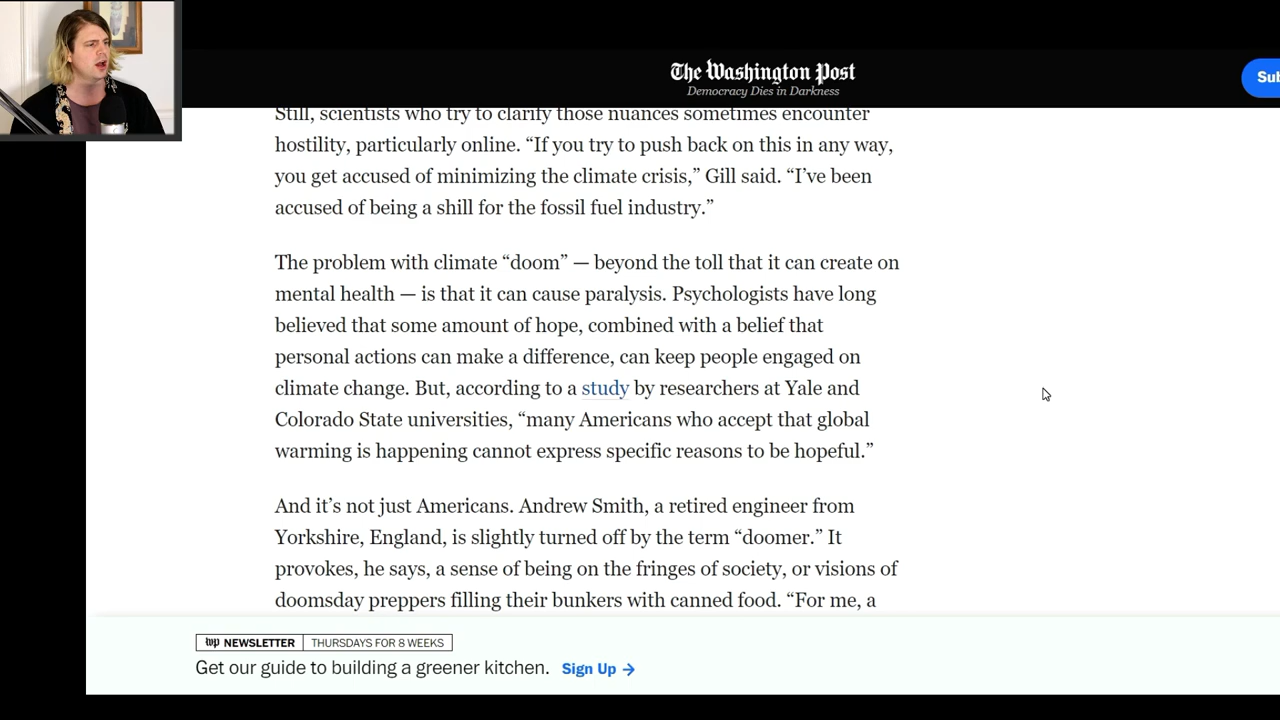 The Washington Post
Democracy Dies in Darkness
Sub
Still, scientists who try to clarify those nuances sometimes encounter
hostility, particularly online. “If you try to push back on this in any way,
you get accused of minimizing the climate crisis,” Gill said. “I’ve been
accused of being a shill for the fossil fuel industry.”
The problem with climate “doom” — beyond the toll that it can create on
mental health — is that it can cause paralysis. Psychologists have long
believed that some amount of hope, combined with a belief that
personal actions can make a difference, can keep people engaged on
climate change. But, according to a study by researchers at Yale and
Colorado State universities, “many Americans who accept that global
warming is happening cannot express specific reasons to be hopeful.”
And it’s not just Americans. Andrew Smith, a retired engineer from
Yorkshire, England, is slightly turned off by the term “doomer.” It
provokes, he says, a sense of being on the fringes of society, or visions of
doomsday preppers filling their bunkers with canned food. “For me, a
wp NEWSLETTER THURSDAYS FOR 8 WEEKS
Get our guide to building a greener kitchen. Sign Up →